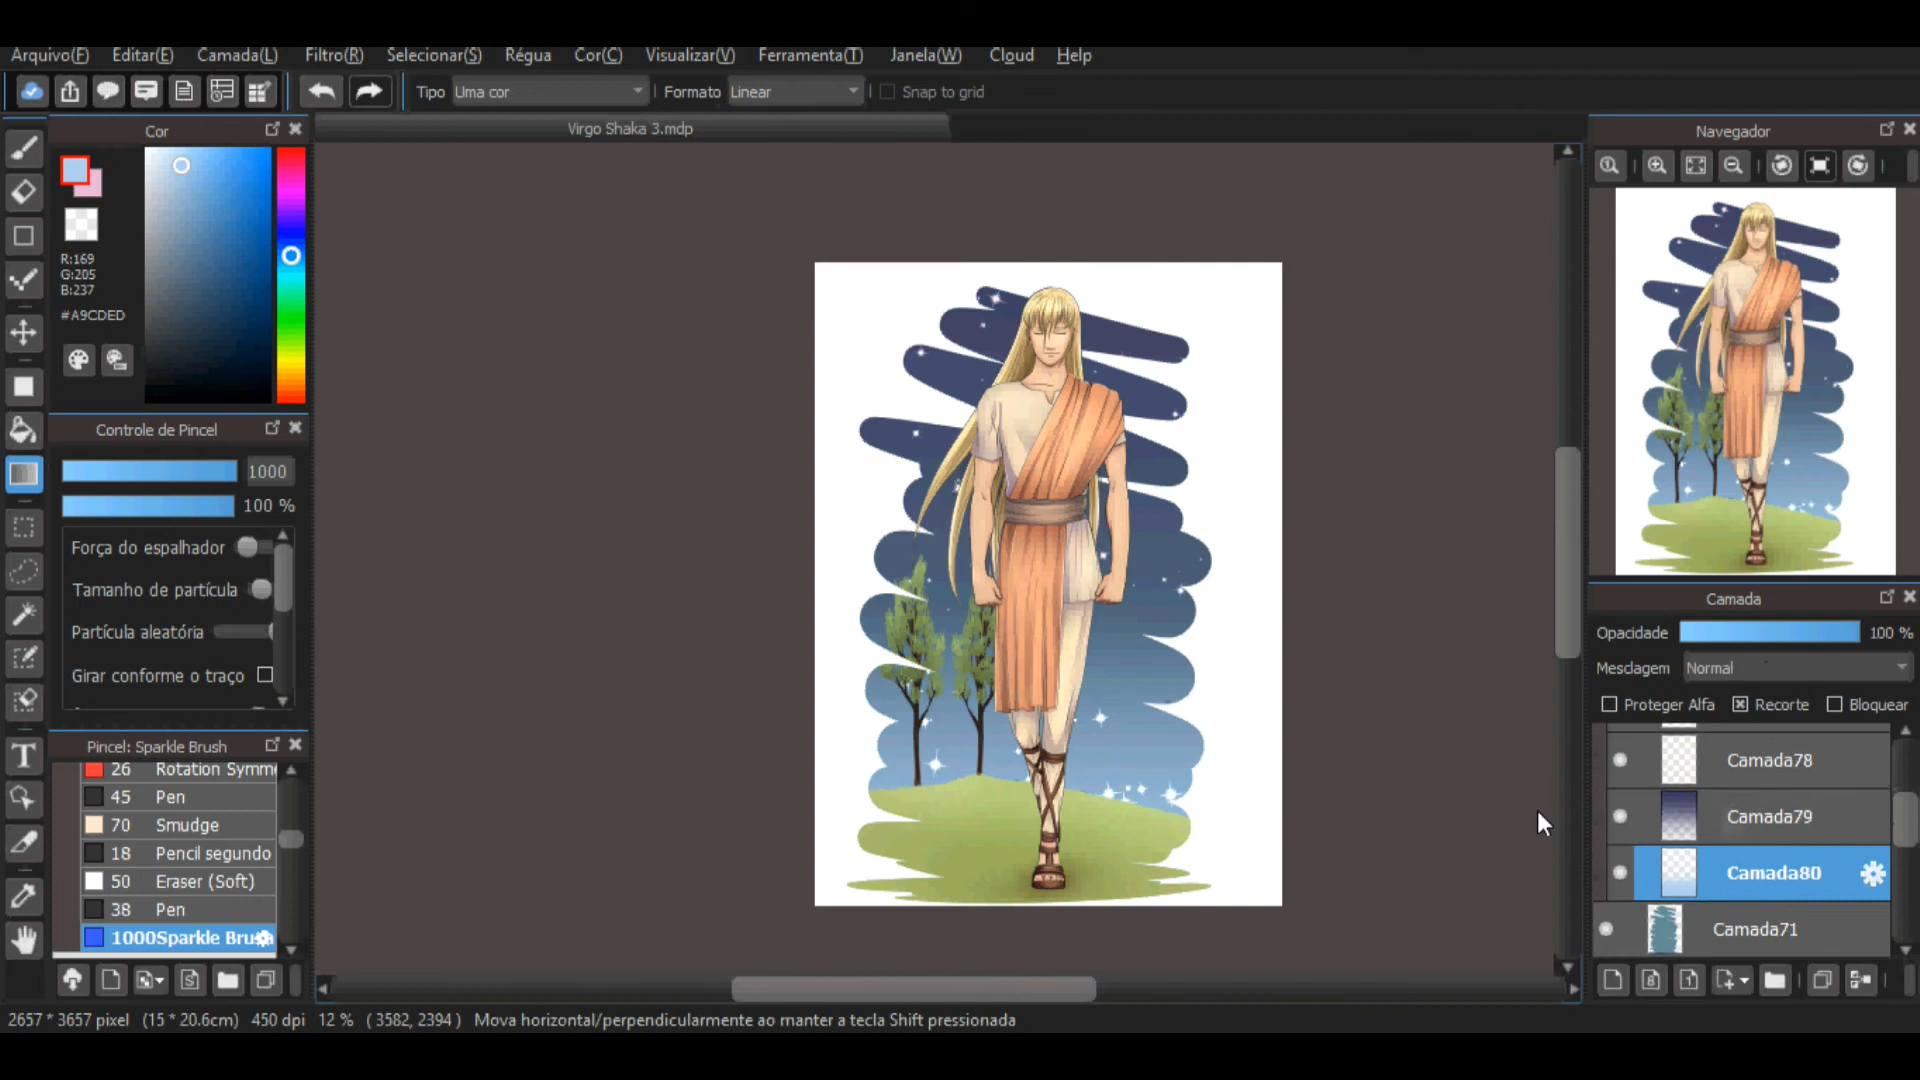 Arquivo(F) Editar(E) Camada(L) Filtro(R) Selecionar(S) Régua Cor(C) Visualizar(V) Ferramenta(T) Janela(W) Cloud Help
Tipo Uma cor Formato Linear Snap to grid
Cor
Virgo Shaka 3.mdp
Navegador
R:169
G:205
B:237
#A9CDED
Controle de Pincel
1000
100 %
Força do espalhador
Tamanho de partícula
Partícula aleatória
Girar conforme o traço
Pincel: Sparkle Brush
26 Rotation Symme
45 Pen
70 Smudge
18 Pencil segundo
50 Eraser (Soft)
38 Pen
1000 Sparkle Brush
Camada
Opacidade 100 %
Mesclagem Normal
Proteger Alfa Recorte Bloquear
Camada78
Camada79
Camada80
Camada71
2657 * 3657 pixel (15 * 20.6cm) 450 dpi 12 % ( 3582, 2394 ) Mova horizontal/perpendicularmente ao manter a tecla Shift pressionada